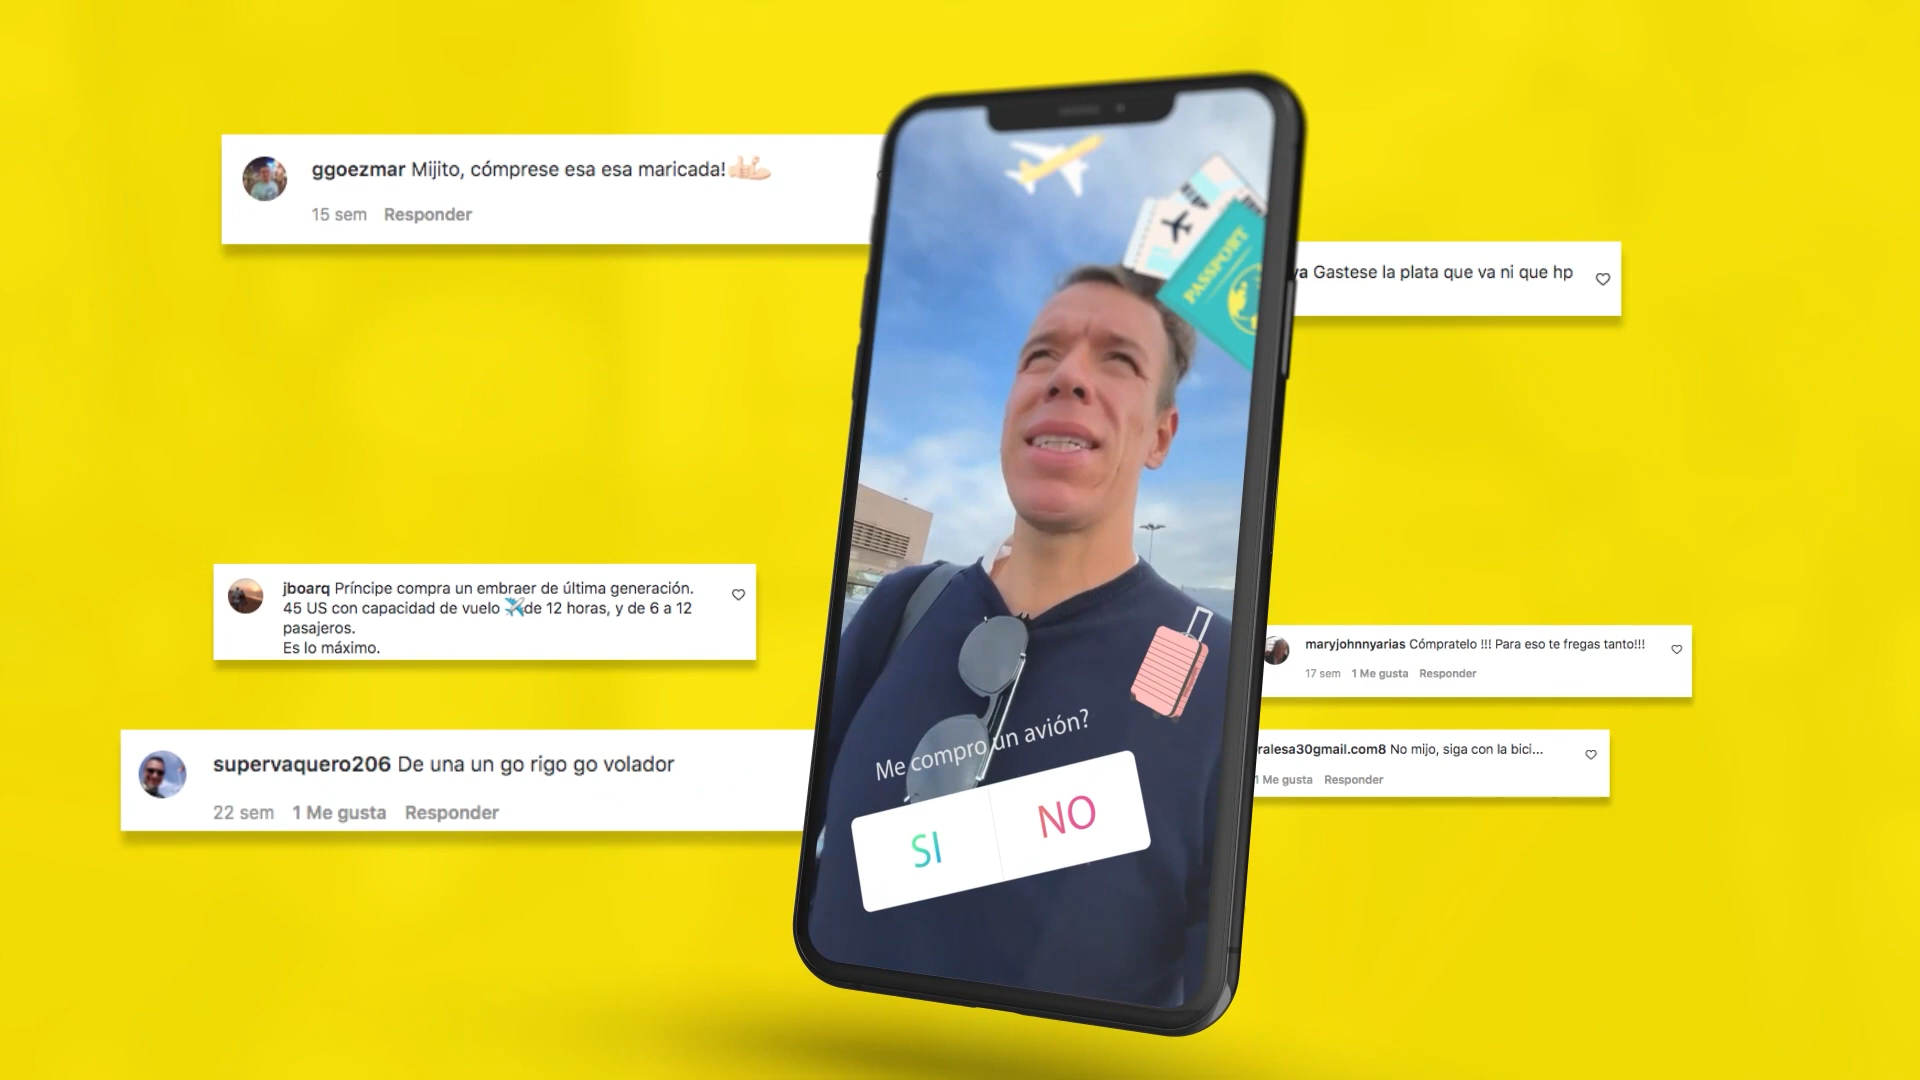 ggoezmar Mijito, cómprese esa esa maricada!👍🏻💪🏻
15 sem Responder
ya Gastese la plata que va ni que hp
PASSPORT
jboarq Príncipe compra un embraer de última generación.
45 US con capacidad de vuelo ✈️de 12 horas, y de 6 a 12
pasajeros.
Es lo máximo.
maryjohnnyarias Cómpratelo !!! Para eso te fregas tanto!!!
17 sem 1 Me gusta Responder
supervaquero206 De una un go rigo go volador
22 sem 1 Me gusta Responder
ralesa30gmail.com8 No mijo, siga con la bici...
1 Me gusta Responder
Me compro un avión?
SI
NO